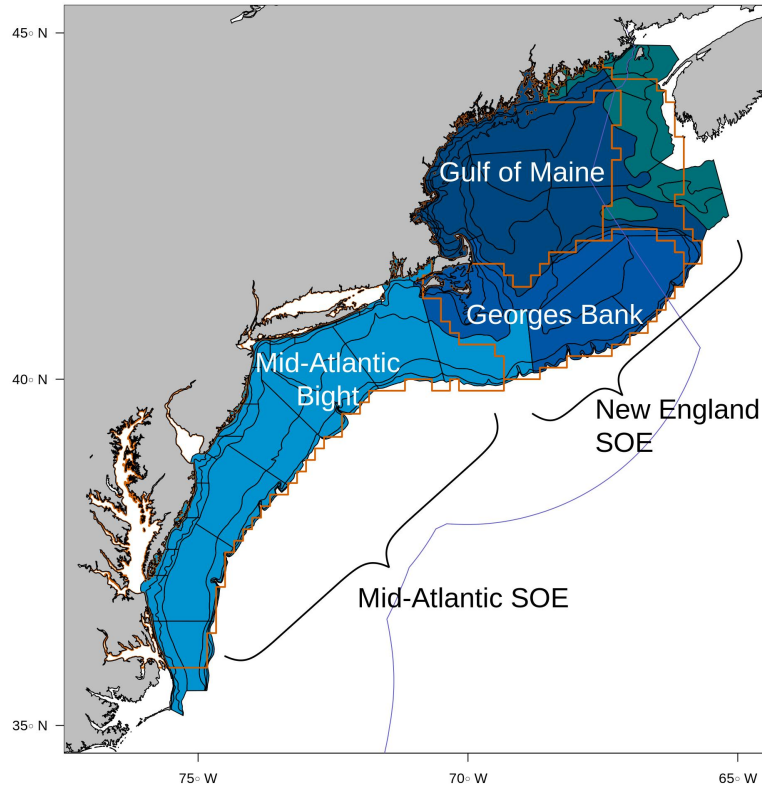 45° N
Gulf of Maine
Georges Bank
Mid-Atlantic
Bight
40° N
New England
SOE
Mid-Atlantic SOE
35° N
75° W
70° W
65° W